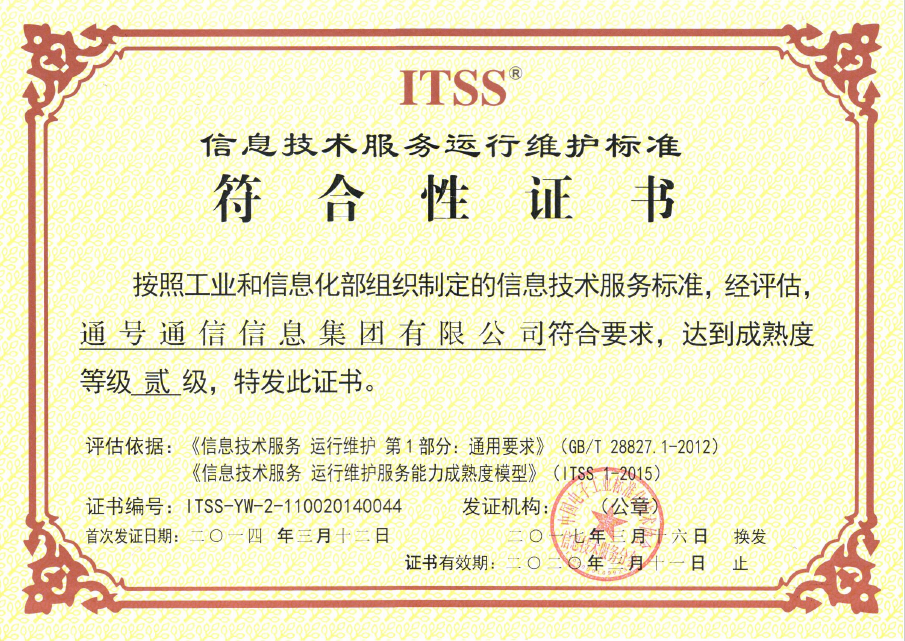 ITSS®
信息技术服务运行维护标准
符合性证书
按照工业和信息化部组织制定的信息技术服务标准，经评估，
通号通信信息集团有限公司符合要求，达到成熟度
等级 贰 级，特发此证书。
评估依据：《信息技术服务 运行维护 第1部分：通用要求》（GB/T 28827.1-2012）
《信息技术服务 运行维护服务能力成熟度模型》（ITSS 1-2015）
证书编号：ITSS-YW-2-110020140044 发证机构： （公章）
首次发证日期：二〇一四 年三月十二日 二〇一七年三月十六日 换发
证书有效期：二〇二〇年 月十一日 止